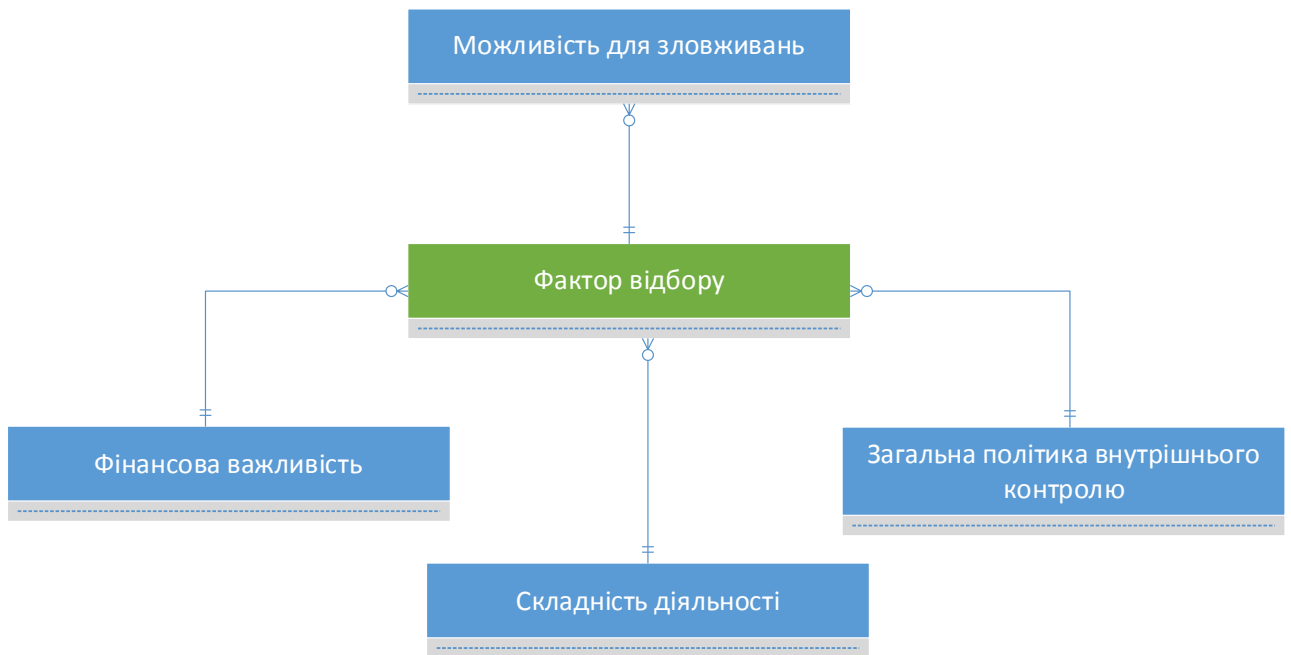 Можливість для зловживань
Фактор відбору
Фінансова важливість
Загальна політика внутрішнього
контролю
Складність діяльності